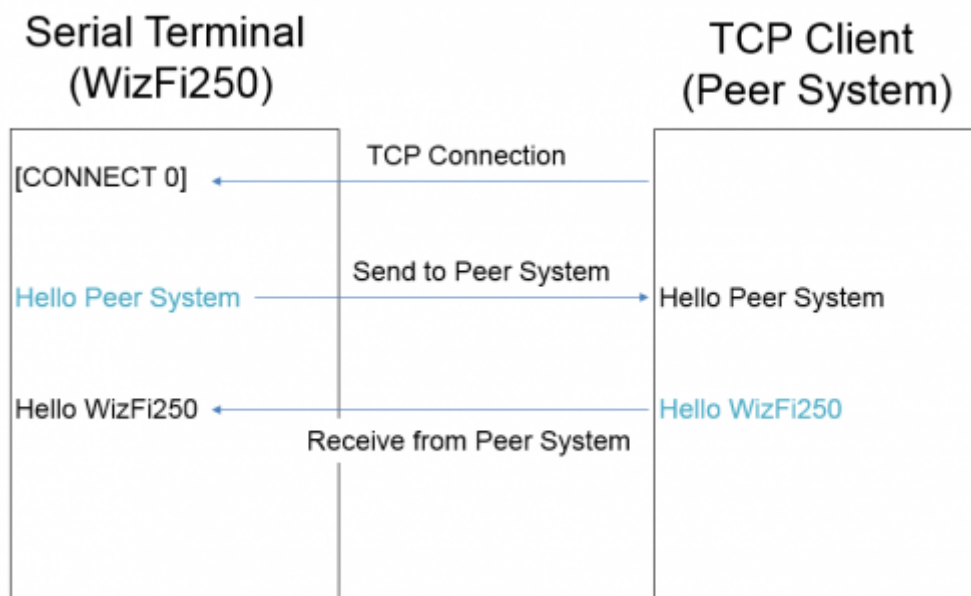 Serial Terminal
(WizFi250)
TCP Client
(Peer System)
TCP Connection
[CONNECT 0]
Send to Peer System
Hello Peer System
Hello Peer System
Hello WizFi250
Hello WizFi250
Receive from Peer System